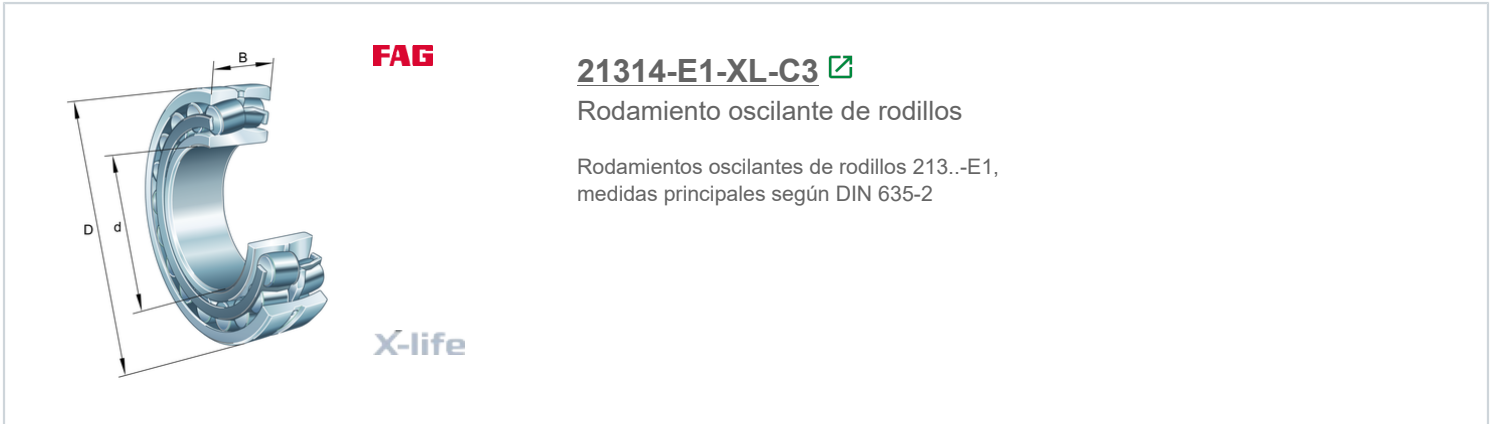 B
D
d
FAG
X-life
21314-E1-XL-C3
Rodamiento oscilante de rodillos
Rodamientos oscilantes de rodillos 213..-E1,
medidas principales según DIN 635-2